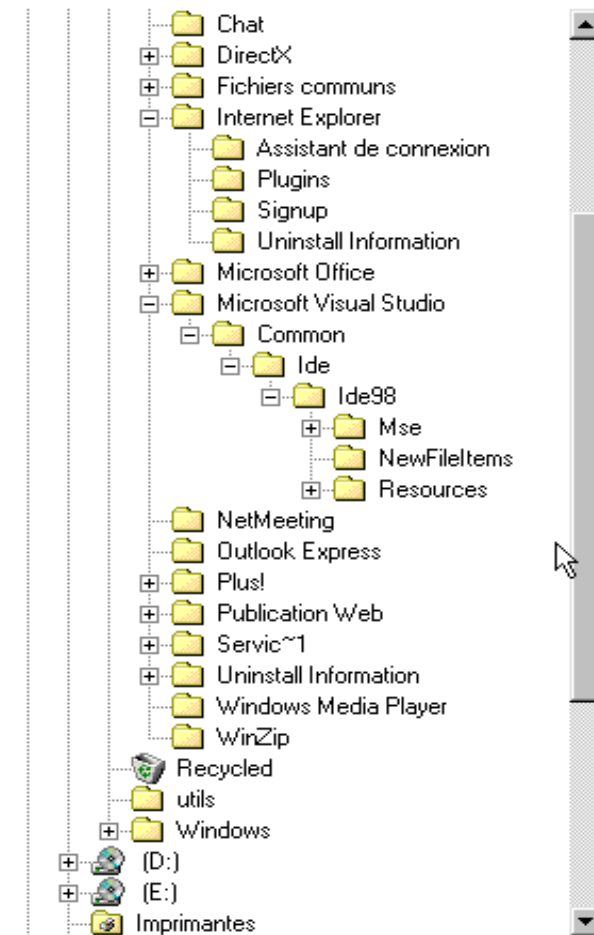 Chat
DirectX
Fichiers communs
Internet Explorer
Assistant de connexion
Plugins
Signup
Uninstall Information
Microsoft Office
Microsoft Visual Studio
Common
Ide
Ide98
Mse
NewFileItems
Resources
NetMeeting
Outlook Express
Plus!
Publication Web
Servic~1
Uninstall Information
Windows Media Player
WinZip
Recycled
utils
Windows
(D:)
(E:)
Imprimantes